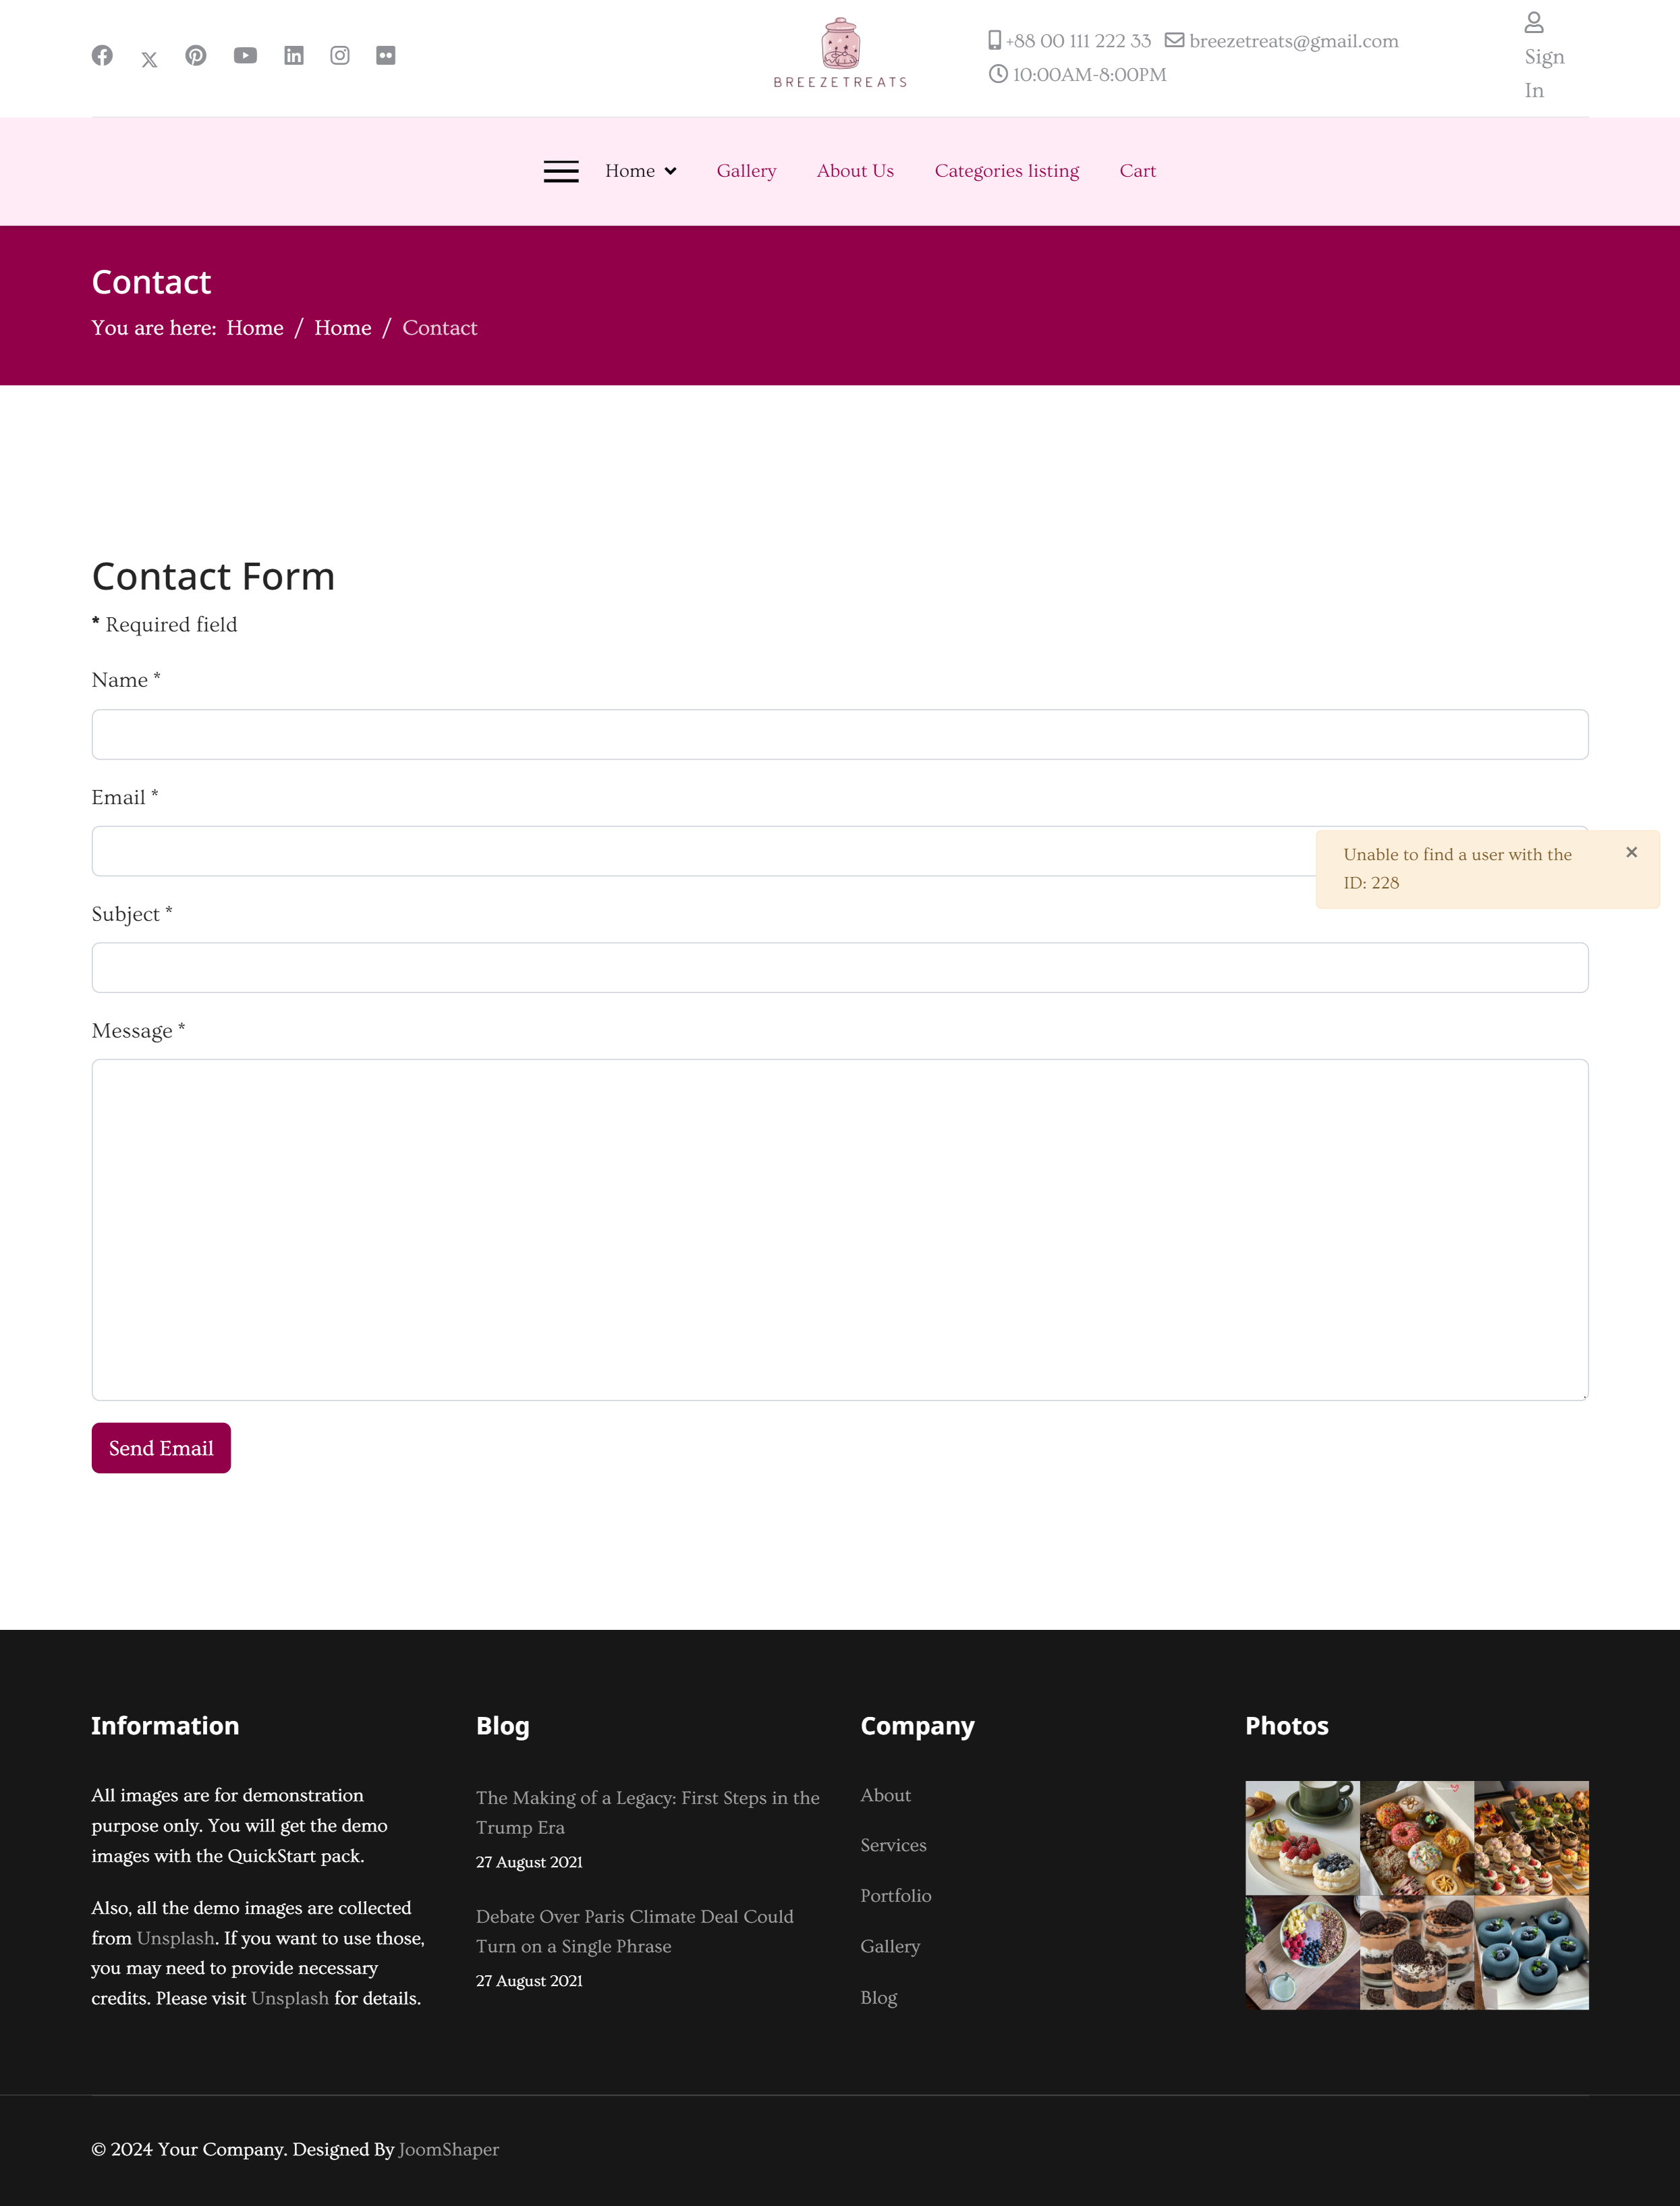 BREEZETREATS
+88 00 111 222 33 breezetreats@gmail.com
10:00AM-8:00PM
Sign
In
Home Gallery About Us Categories listing Cart
Contact
You are here: Home / Home / Contact
Contact Form
* Required field
Name *
Email *
Unable to find a user with the
ID: 228
×
Subject *
Message *
Send Email
Information
All images are for demonstration
purpose only. You will get the demo
images with the QuickStart pack.
Also, all the demo images are collected
from Unsplash. If you want to use those,
you may need to provide necessary
credits. Please visit Unsplash for details.
Blog
The Making of a Legacy: First Steps in the
Trump Era
27 August 2021
Debate Over Paris Climate Deal Could
Turn on a Single Phrase
27 August 2021
Company
About
Services
Portfolio
Gallery
Blog
Photos
© 2024 Your Company. Designed By JoomShaper